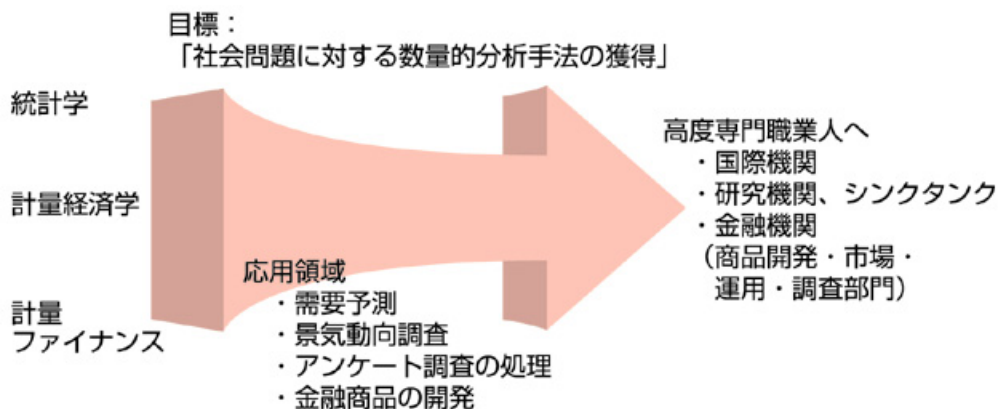 目標：
「社会問題に対する数量的分析手法の獲得」
統計学
計量経済学
計量
ファイナンス
応用領域
・需要予測
・景気動向調査
・アンケート調査の処理
・金融商品の開発
高度専門職業人へ
・国際機関
・研究機関、シンクタンク
・金融機関
（商品開発・市場・
運用・調査部門）